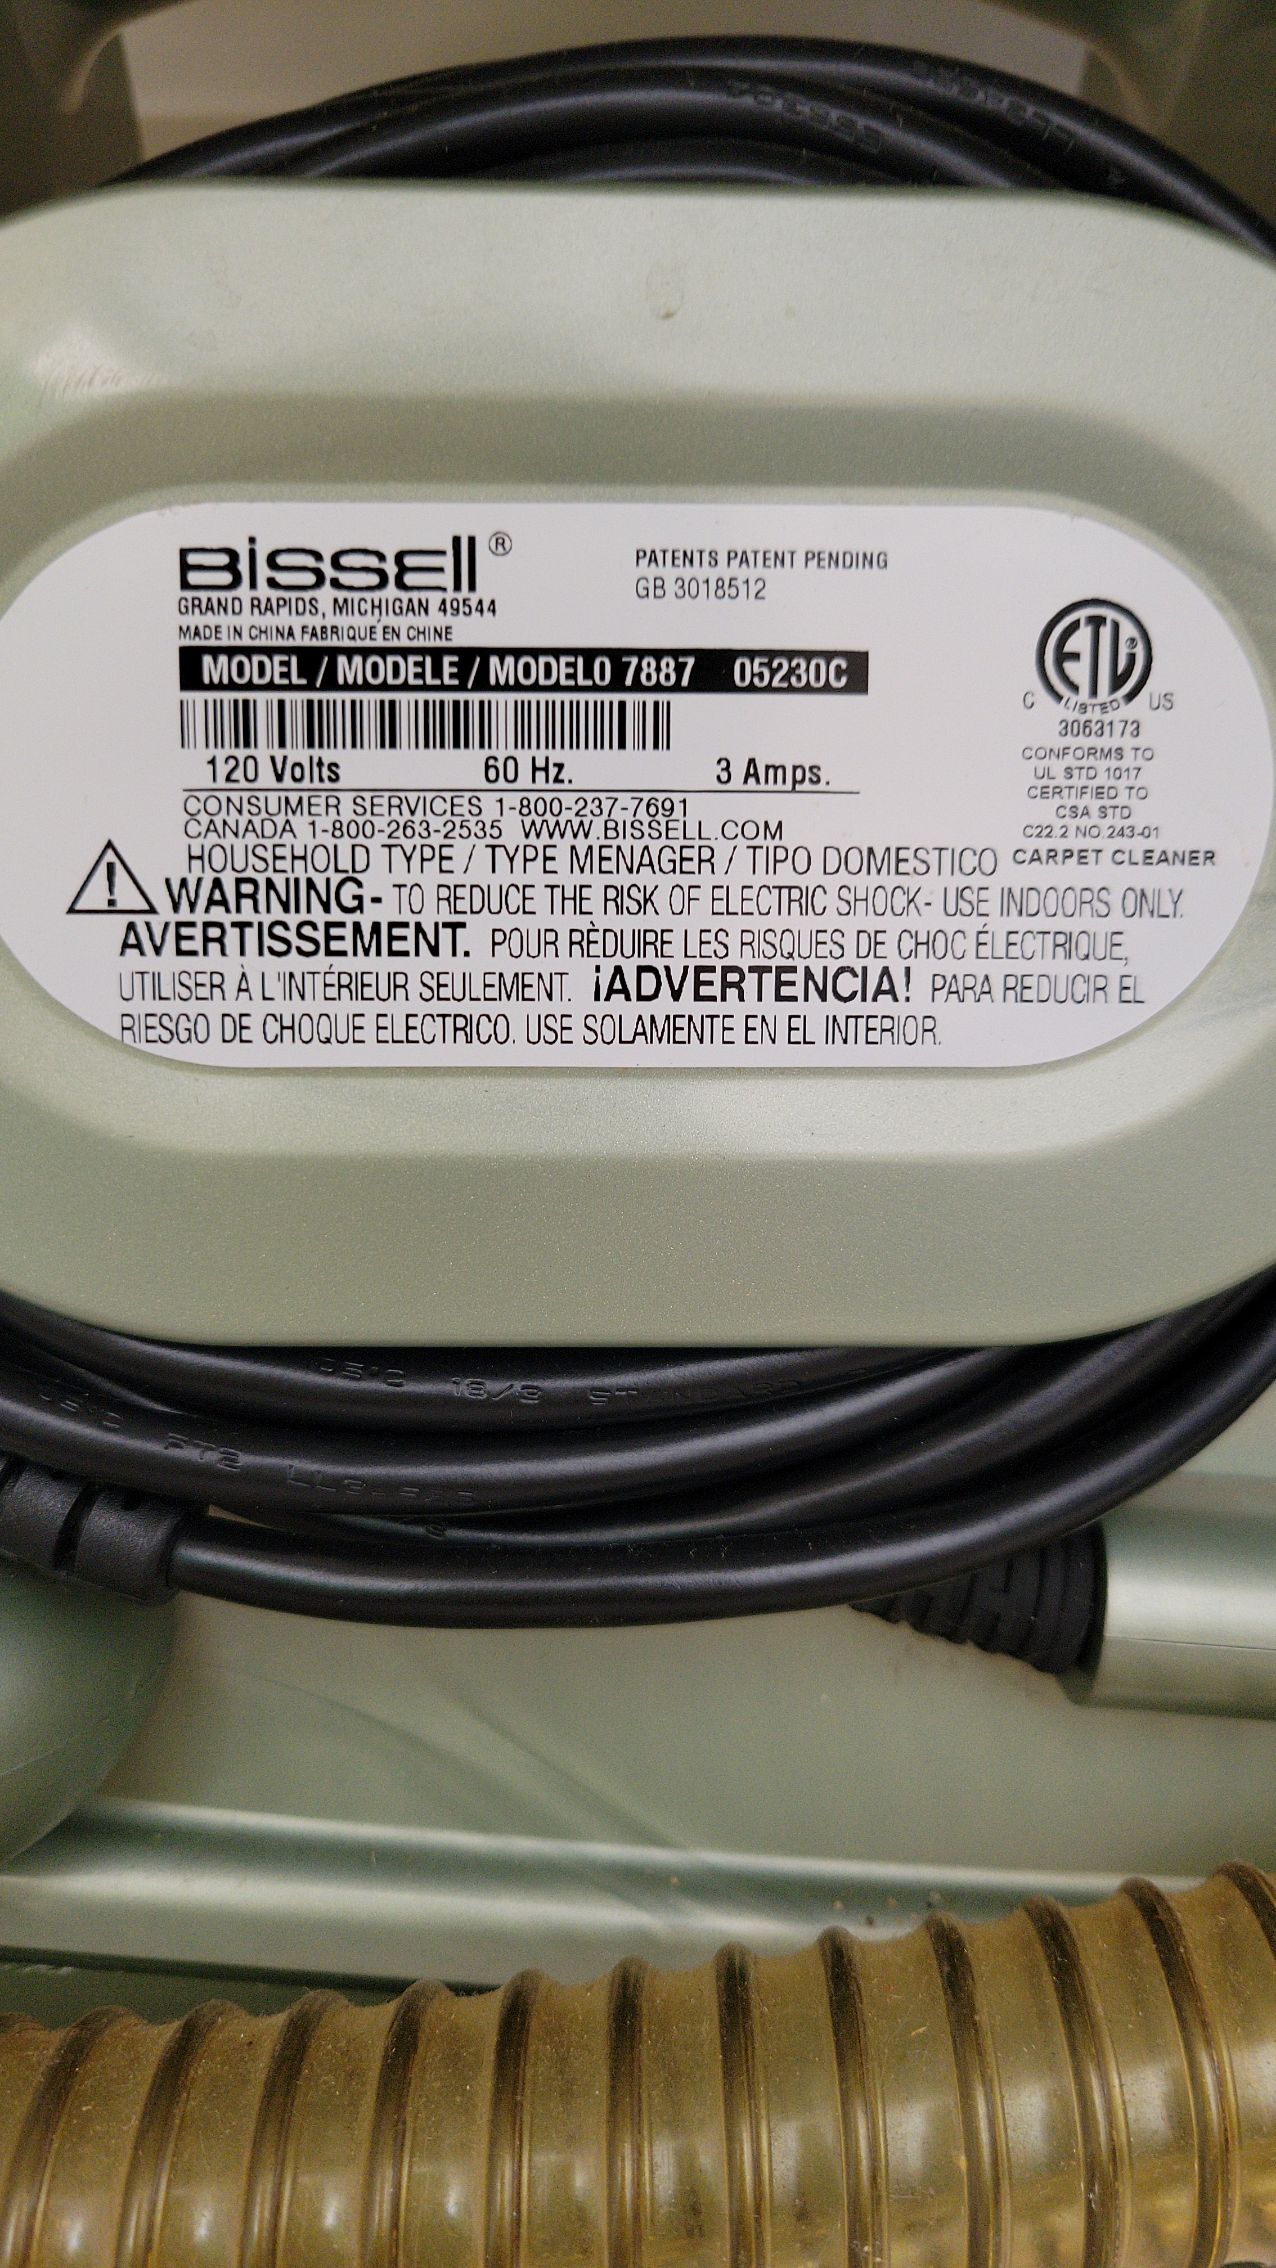 Bissell®
GRAND RAPIDS, MICHIGAN 49544
MADE IN CHINA FABRIQUÉ EN CHINE
PATENTS PATENT PENDING
GB 3018512
MODEL / MODELE / MODELO 7887 05230C
120 Volts 60 Hz. 3 Amps.
CONSUMER SERVICES 1-800-237-7691
CANADA 1-800-263-2535 WWW.BISSELL.COM
ETL®
LISTED
C US
3063173
CONFORMS TO
UL STD 1017
CERTIFIED TO
CSA STD
C22.2 NO.243-01
CARPET CLEANER
HOUSEHOLD TYPE / TYPE MENAGER / TIPO DOMESTICO
WARNING- TO REDUCE THE RISK OF ELECTRIC SHOCK- USE INDOORS ONLY.
AVERTISSEMENT. POUR RÈDUIRE LES RISQUES DE CHOC ÉLECTRIQUE,
UTILISER À L'INTÉRIEUR SEULEMENT. ¡ADVERTENCIA! PARA REDUCIR EL
RIESGO DE CHOQUE ELECTRICO. USE SOLAMENTE EN EL INTERIOR.
105°C 18/3
FT2